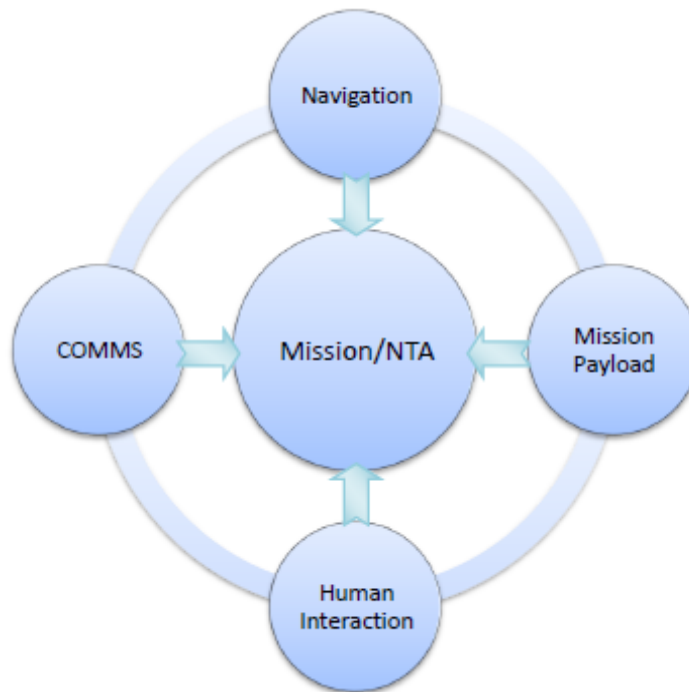 Navigation
COMMS
Mission/NTA
Mission
Payload
Human
Interaction